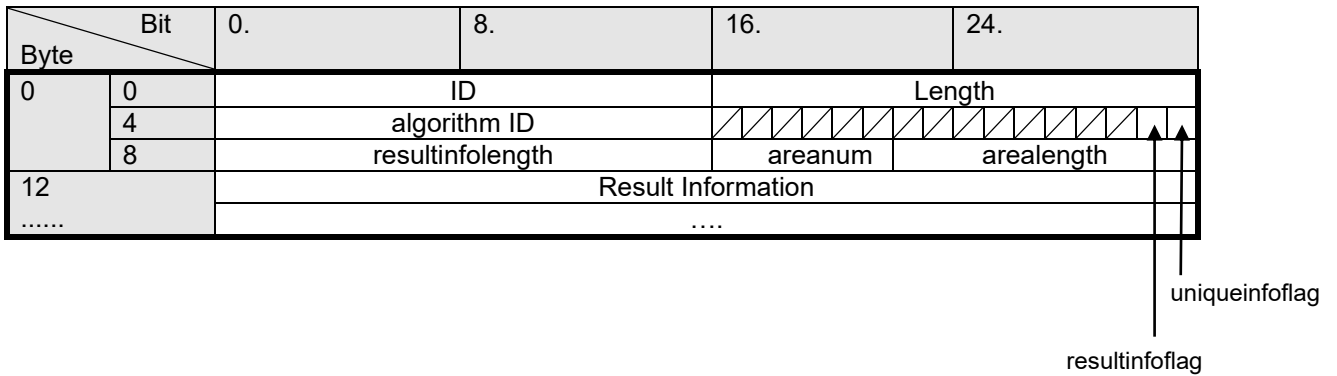 Bit 0. 8. 16. 24.
Byte
0 0 ID Length
4 algorithm ID
8 resultinfolength areanum arealength
12 Result Information
...... ....
uniqueinfoflag
resultinfoflag